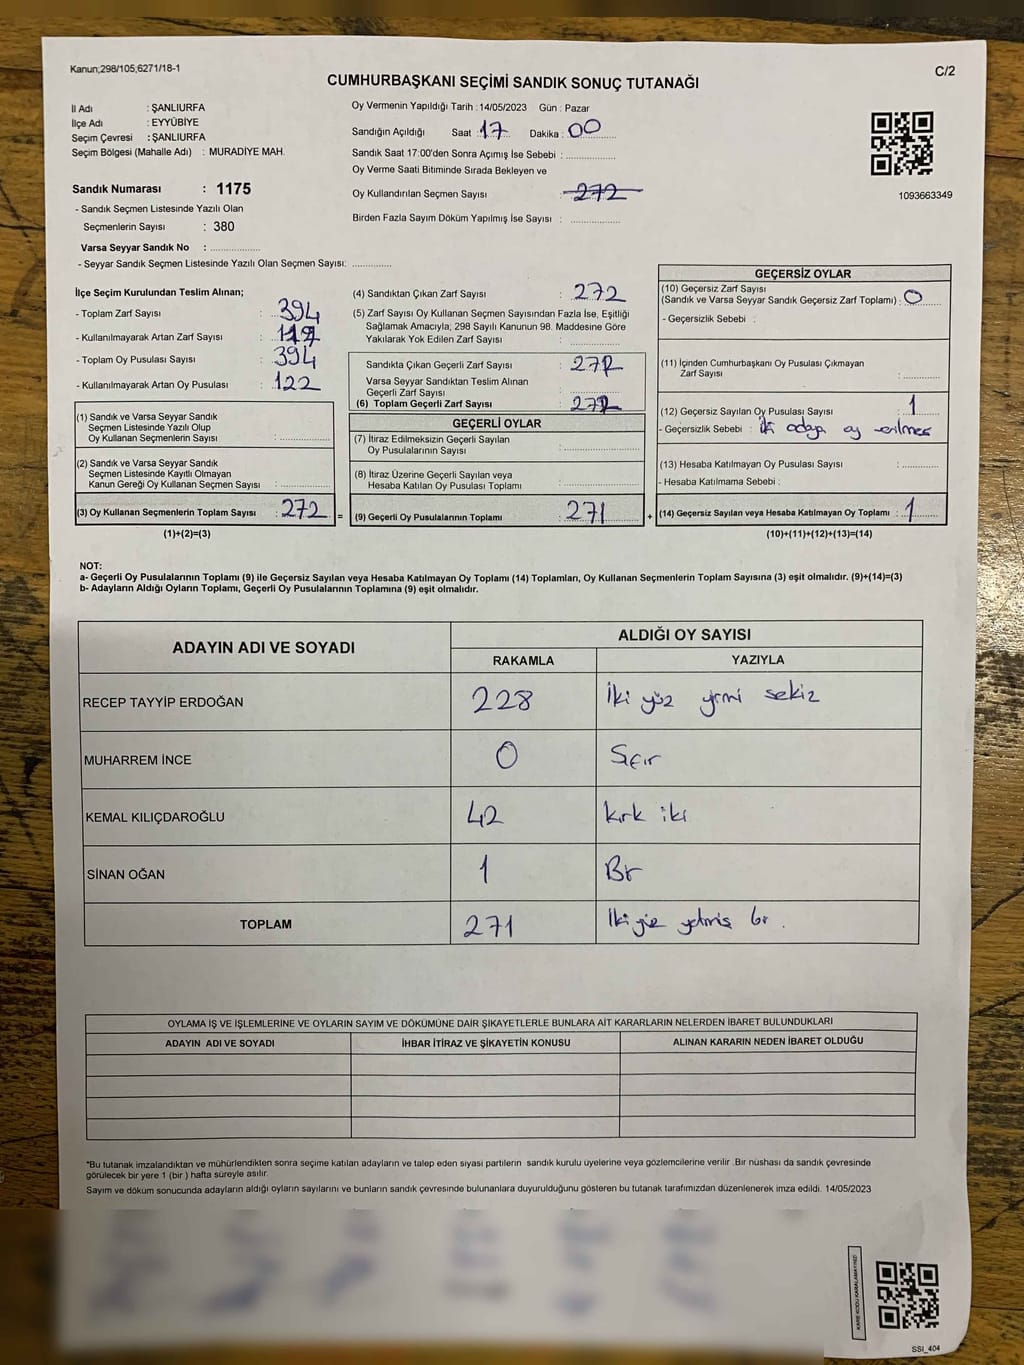 Kanun;298/105;6271/18-1
C/2
CUMHURBAŞKANI SEÇİMİ SANDIK SONUÇ TUTANAĞI
İl Adı : ŞANLIURFA
İlçe Adı : EYYÜBİYE
Seçim Çevresi : ŞANLIURFA
Seçim Bölgesi (Mahalle Adı) : MURADİYE MAH.
Sandık Numarası : 1175
- Sandık Seçmen Listesinde Yazılı Olan
Seçmenlerin Sayısı : 380
Varsa Seyyar Sandık No : ..................
- Seyyar Sandık Seçmen Listesinde Yazılı Olan Seçmen Sayısı: ..............
Oy Vermenin Yapıldığı Tarih : 14/05/2023 Gün : Pazar
Sandığın Açıldığı Saat : 17 Dakika : 00
Sandık Saat 17:00'den Sonra Açımış İse Sebebi : ..................
Oy Verme Saati Bitiminde Sırada Bekleyen ve
Oy Kullandırılan Seçmen Sayısı : 272
Birden Fazla Sayım Döküm Yapılmış İse Sayısı : ..................
1093663349
İlçe Seçim Kurulundan Teslim Alınan;
- Toplam Zarf Sayısı : 394
- Kullanılmayarak Artan Zarf Sayısı :
- Toplam Oy Pusulası Sayısı : 394
- Kullanılmayarak Artan Oy Pusulası : 122
(1) Sandık ve Varsa Seyyar Sandık
Seçmen Listesinde Yazılı Olup
Oy Kullanan Seçmenlerin Sayısı : ..................
(2) Sandık ve Varsa Seyyar Sandık
Seçmen Listesinde Kayıtlı Olmayan
Kanun Gereği Oy Kullanan Seçmen Sayısı : ..................
(3) Oy Kullanan Seçmenlerin Toplam Sayısı : 272 =
(1)+(2)=(3)
(4) Sandıktan Çıkan Zarf Sayısı : 272
(5) Zarf Sayısı Oy Kullanan Seçmen Sayısından Fazla İse, Eşitliği
Sağlamak Amacıyla; 298 Sayılı Kanunun 98. Maddesine Göre
Yakılarak Yok Edilen Zarf Sayısı : ..................
Sandıkta Çıkan Geçerli Zarf Sayısı : 272
Varsa Seyyar Sandıktan Teslim Alınan
Geçerli Zarf Sayısı :
(6) Toplam Geçerli Zarf Sayısı : 272
GEÇERLİ OYLAR
(7) İtiraz Edilmeksizin Geçerli Sayılan
Oy Pusulasının Sayısı : ..................
(8) İtiraz Üzerine Geçerli Sayılan veya
Hesaba Katılan Oy Pusulası Toplamı : ..................
(9) Geçerli Oy Pusulalarının Toplamı : 271 +
GEÇERSİZ OYLAR
(10) Geçersiz Zarf Sayısı
(Sandık ve Varsa Seyyar Sandık Geçersiz Zarf Toplamı) : 0
- Geçersizlik Sebebi :
(11) İçinden Cumhurbaşkanı Oy Pusulası Çıkmayan
Zarf Sayısı : ..............
(12) Geçersiz Sayılan Oy Pusulası Sayısı : 1
- Geçersizlik Sebebi : iki adaya oy verilmes
(13) Hesaba Katılmayan Oy Pusulası Sayısı : ..............
- Hesaba Katılmama Sebebi :
(14) Geçersiz Sayılan veya Hesaba Katılmayan Oy Toplamı : 1
(10)+(11)+(12)+(13)=(14)
NOT:
a- Geçerli Oy Pusulalarının Toplamı (9) ile Geçersiz Sayılan veya Hesaba Katılmayan Oy Toplamı (14) Toplamları, Oy Kullanan Seçmenlerin Toplam Sayısına (3) eşit olmalıdır. (9)+(14)=(3)
b- Adayların Aldığı Oyların Toplamı, Geçerli Oy Pusulalarının Toplamına (9) eşit olmalıdır.
ADAYIN ADI VE SOYADI
ALDIĞI OY SAYISI
RAKAMLA YAZIYLA
RECEP TAYYİP ERDOĞAN 228 İki yüz yirmi sekiz
MUHARREM İNCE 0 Sıfır
KEMAL KILIÇDAROĞLU 42 kırk iki
SİNAN OĞAN 1 Bir
TOPLAM 271 İki yüz yetmiş bir.
OYLAMA İŞ VE İŞLEMLERİNE VE OYLARIN SAYIM VE DÖKÜMÜNE DAİR ŞİKAYETLERLE BUNLARA AİT KARARLARIN NELERDEN İBARET BULUNDUKLARI
ADAYIN ADI VE SOYADI İHBAR İTİRAZ VE ŞİKAYETİN KONUSU ALINAN KARARIN NEDEN İBARET OLDUĞU
*Bu tutanak imzalandıktan ve mühürlendikten sonra seçime katılan adayların ve talep eden siyasi partilerin sandık kurulu üyelerine veya gözlemcilerine verilir .Bir nüshası da sandık çevresinde
görülecek bir yere 1 (bir ) hafta süreyle asılır.
Sayım ve döküm sonucunda adayların aldığı oyların sayılarını ve bunların sandık çevresinde bulunanlara duyurulduğunu gösteren bu tutanak tarafımızdan düzenlenerek imza edildi. 14/05/2023
KARE KODU KARALAMAYINIZ!
SSI_404